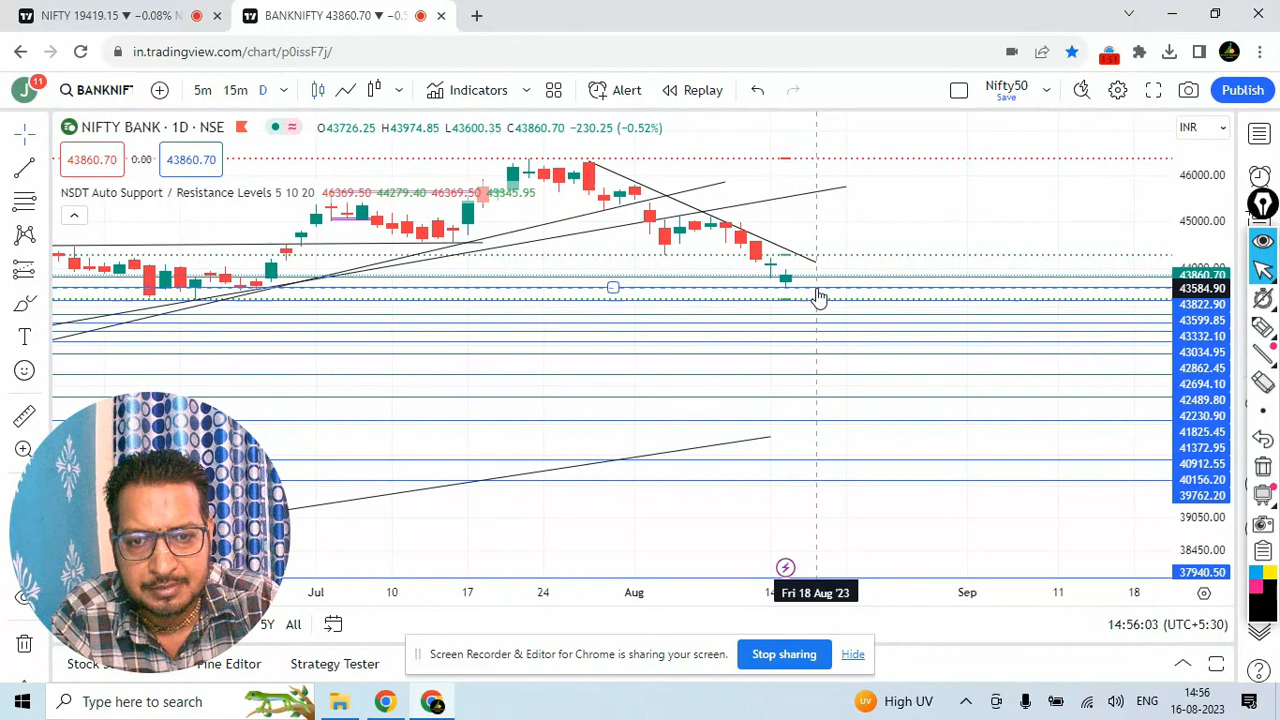 NIFTY 19419.15 ▼ −0.08% N
BANKNIFTY 43860.70 ▼ −0.5
in.tradingview.com/chart/p0issF7j/
1:51
J
11
BANKNIF
5m 15m D
Indicators
Alert
Replay
Nifty50
Save
Publish
NIFTY BANK · 1D · NSE
O43726.25 H43974.85 L43600.35 C43860.70 −230.25 (−0.52%)
INR
43860.70 0.00 43860.70
NSDT Auto Support / Resistance Levels 5 10 20 46369.50 44279.40 46369.50 43345.95
46000.00
45000.00
43860.70
43584.90
43822.90
43599.85
43332.10
43034.95
42862.45
42694.10
42489.80
42230.90
41825.45
41372.95
40912.55
40156.20
39762.20
39050.00
38450.00
37940.50
Jul 10 17 24 Aug 14 Fri 18 Aug '23 Sep 11 18
5Y All
14:56:03 (UTC+5:30)
Screen Recorder & Editor for Chrome is sharing your screen.
Stop sharing
Hide
Pine Editor
Strategy Tester
Type here to search
High UV
ENG
14:56
16-08-2023